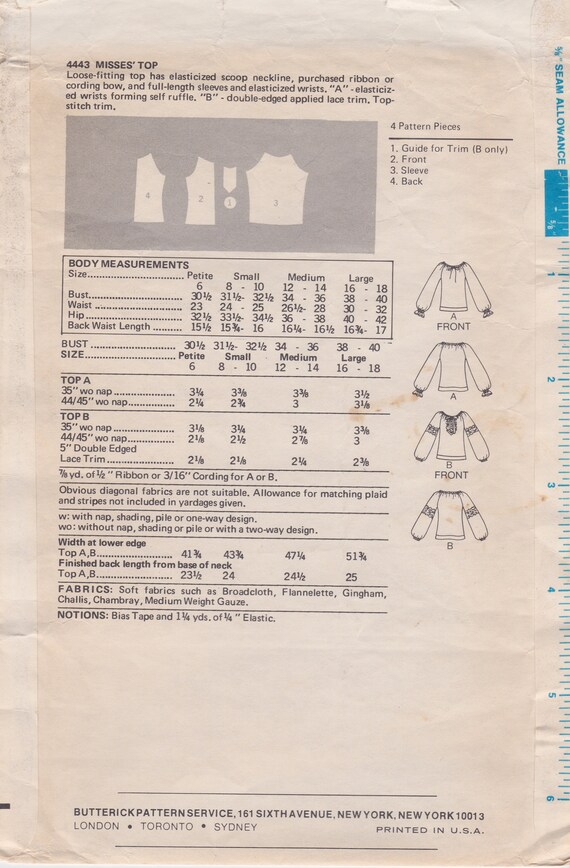 4443 MISSES' TOP
Loose-fitting top has elasticized scoop neckline, purchased ribbon or
cording bow, and full-length sleeves and elasticized wrists. "A" - elasticiz-
ed wrists forming self ruffle. "B" - double-edged applied lace trim. Top-
stitch trim.
4 Pattern Pieces
1. Guide for Trim (B only)
2. Front
3. Sleeve
4. Back
4 2 1 3
BODY MEASUREMENTS
Size Petite Small Medium Large
6 8 - 10 12 - 14 16 - 18
Bust 30½ 31½- 32½ 34 - 36 38 - 40
Waist 23 24 - 25 26½- 28 30 - 32
Hip 32½ 33½- 34½ 36 - 38 40 - 42
Back Waist Length 15½ 15¾- 16 16¼- 16½ 16¾- 17
BUST 30½ 31½- 32½ 34 - 36 38 - 40
SIZE Petite Small Medium Large
6 8 - 10 12 - 14 16 - 18
TOP A
35" wo nap 3¼ 3⅜ 3⅜ 3½
44/45" wo nap 2¼ 2¾ 3 3⅛
TOP B
35" wo nap 3⅛ 3¼ 3¼ 3⅜
44/45" wo nap 2⅛ 2½ 2⅞ 3
5" Double Edged
Lace Trim 2⅛ 2⅛ 2¼ 2⅜
⅞ yd. of ½ " Ribbon or 3/16" Cording for A or B.
Obvious diagonal fabrics are not suitable. Allowance for matching plaid
and stripes not included in yardages given.
w: with nap, shading, pile or one-way design.
wo: without nap, shading or pile or with a two-way design.
Width at lower edge
Top A,B 41¾ 43¾ 47¼ 51¾
Finished back length from base of neck
Top A,B 23½ 24 24½ 25
FABRICS: Soft fabrics such as Broadcloth, Flannelette, Gingham,
Challis, Chambray, Medium Weight Gauze.
NOTIONS: Bias Tape and 1¼ yds. of ¼ " Elastic.
A
FRONT
A
B
FRONT
B
⅝" SEAM ALLOWANCE
⅝"
1
2
3
4
5
6
BUTTERICK PATTERN SERVICE, 161 SIXTH AVENUE, NEW YORK, NEW YORK 10013
LONDON • TORONTO • SYDNEY PRINTED IN U.S.A.